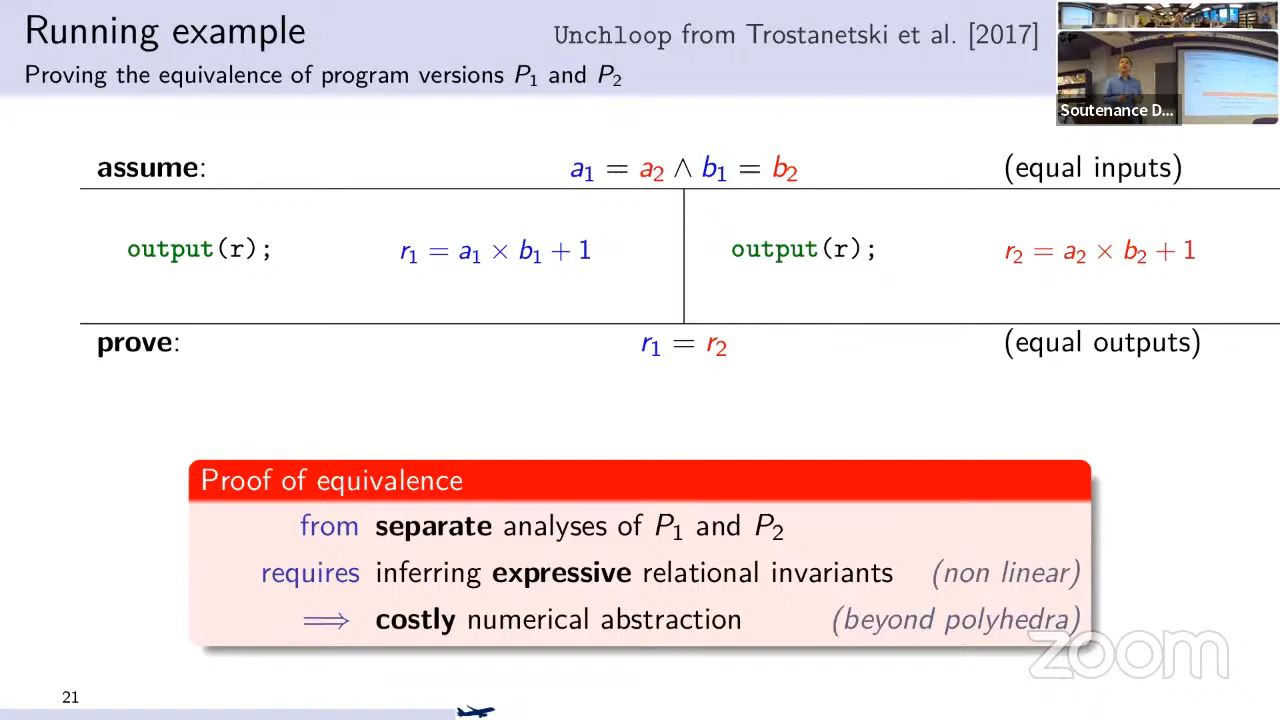 Running example
Unchloop from Trostanetski et al. [2017]
Proving the equivalence of program versions P₁ and P₂
Soutenance D...
assume: a₁ = a₂ ∧ b₁ = b₂ (equal inputs)
output(r); r₁ = a₁ × b₁ + 1 output(r); r₂ = a₂ × b₂ + 1
prove: r₁ = r₂ (equal outputs)
Proof of equivalence
from separate analyses of P₁ and P₂
requires inferring expressive relational invariants (non linear)
⟹ costly numerical abstraction (beyond polyhedra)
zoom
21